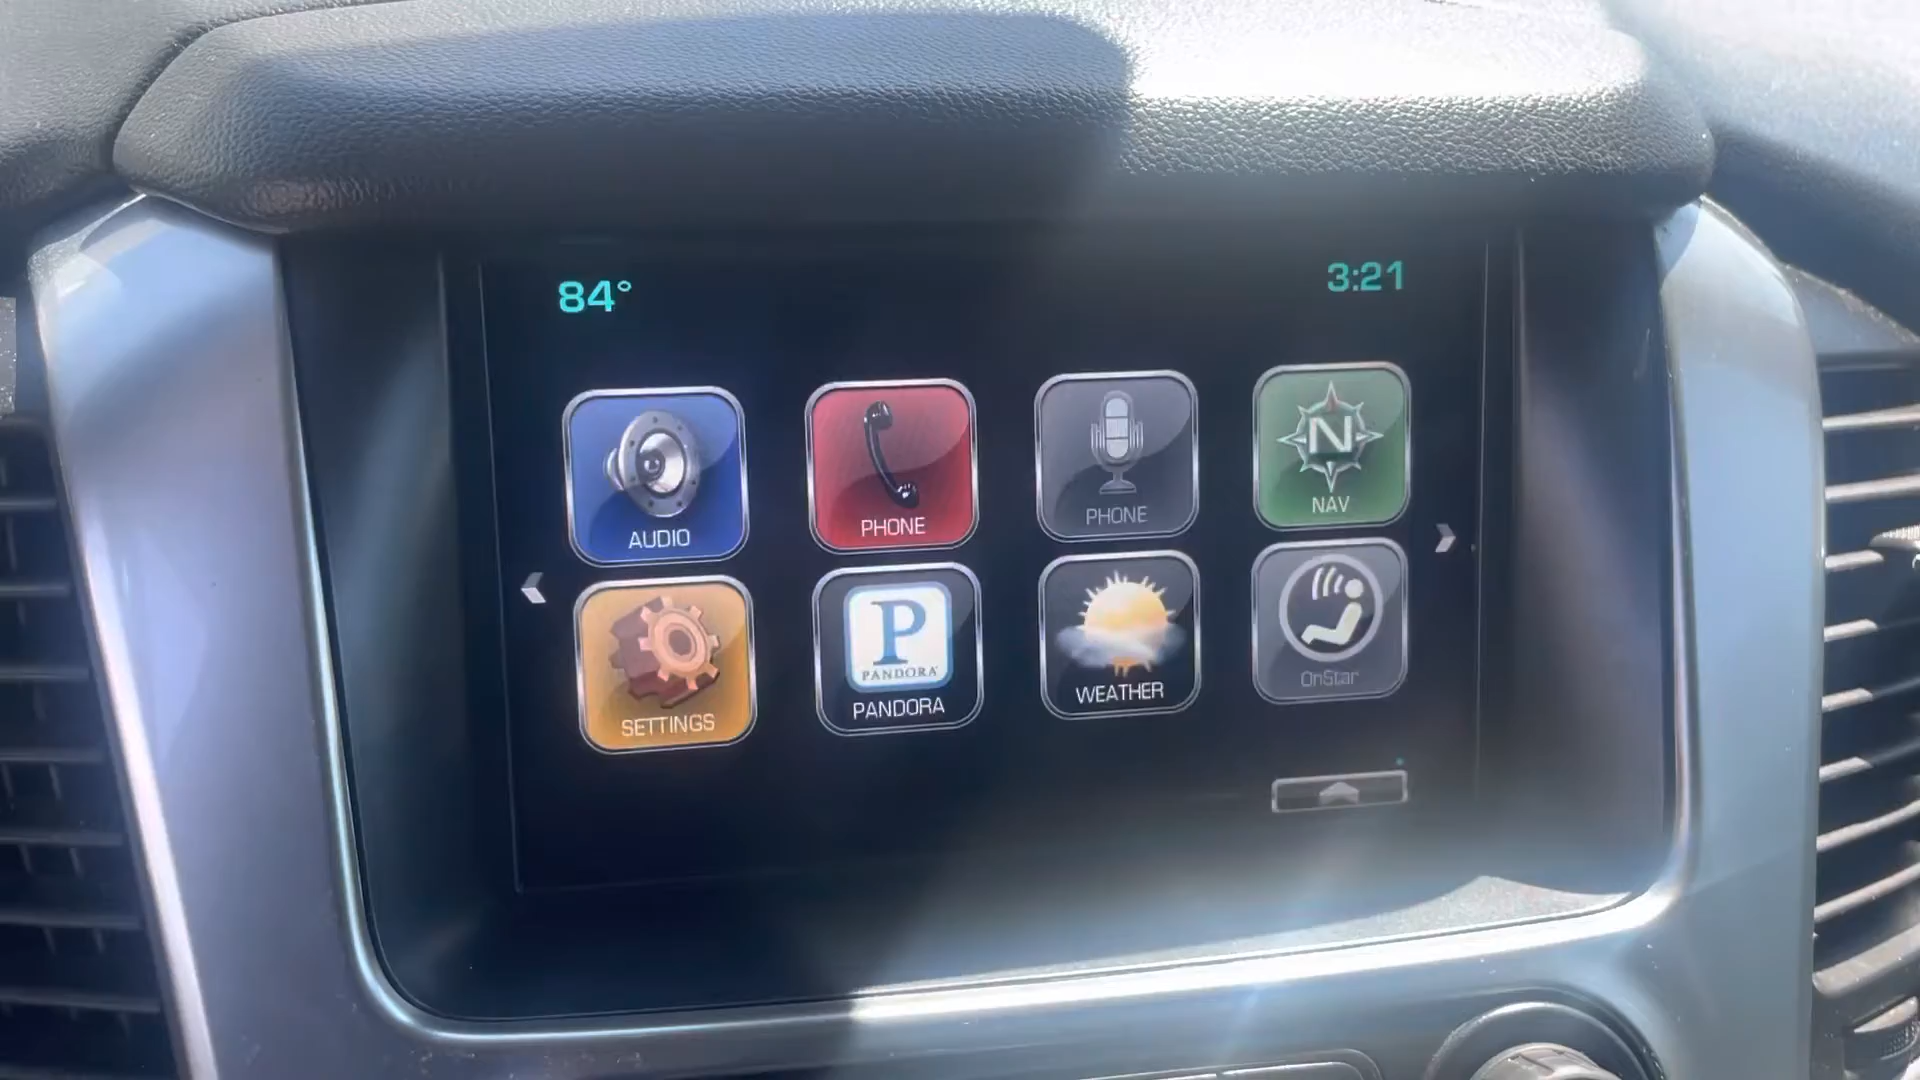 84°
3:21
AUDIO
PHONE
PHONE
N
NAV
SETTINGS
P
PANDORA
PANDORA
WEATHER
OnStar